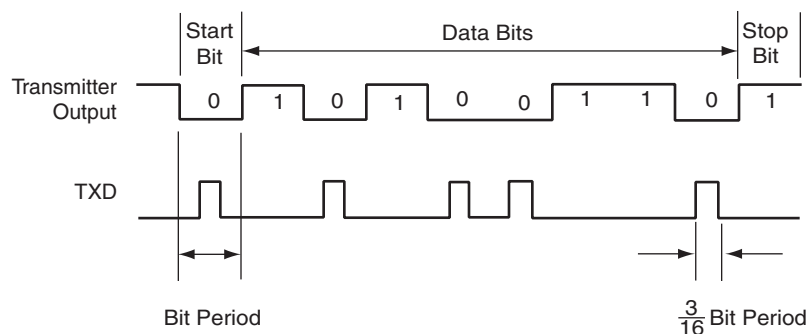 Start
Bit
Data Bits
Stop
Bit
Transmitter
Output
0 1 0 1 0 0 1 1 0 1
TXD
Bit Period
3/16 Bit Period